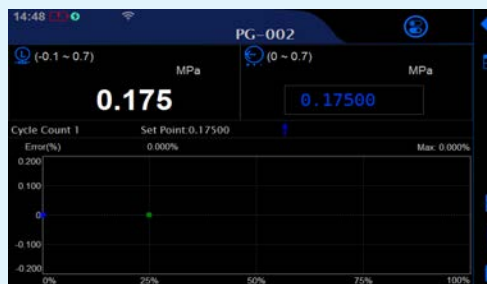 14:48
PG-002
(-0.1 ~ 0.7)
MPa
0.175
(0 ~ 0.7)
MPa
0.17500
Cycle Count 1 Set Point:0.17500
Error(%) 0.000% Max: 0.000%
0.200
0.100
0
-0.100
-0.200
0% 25% 50% 75% 100%